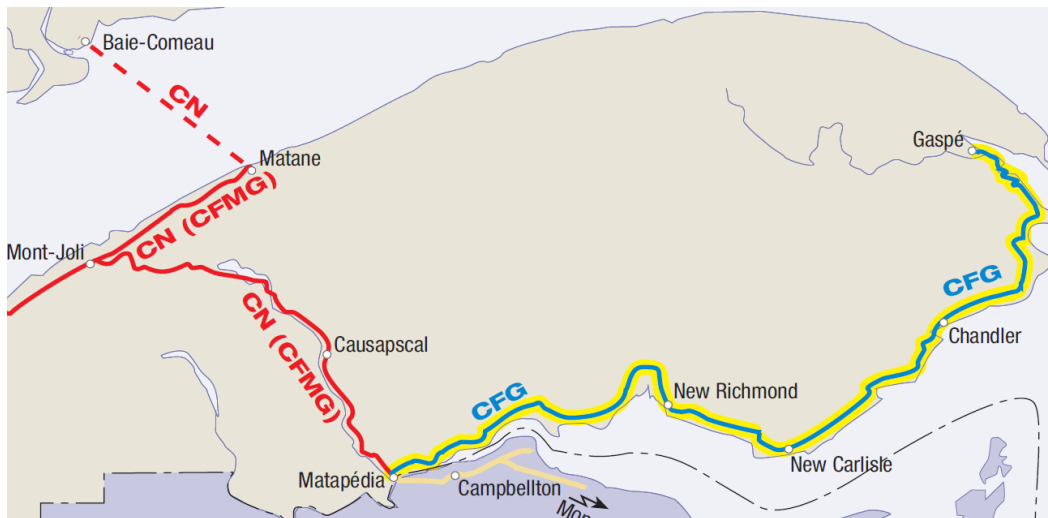 Baie-Comeau
CN
Matane
Gaspé
CN (CFMG)
Mont-Joli
CFG
CN (CFMG)
Causapscal
Chandler
CFG
New Richmond
New Carlisle
Matapédia
Campbellton